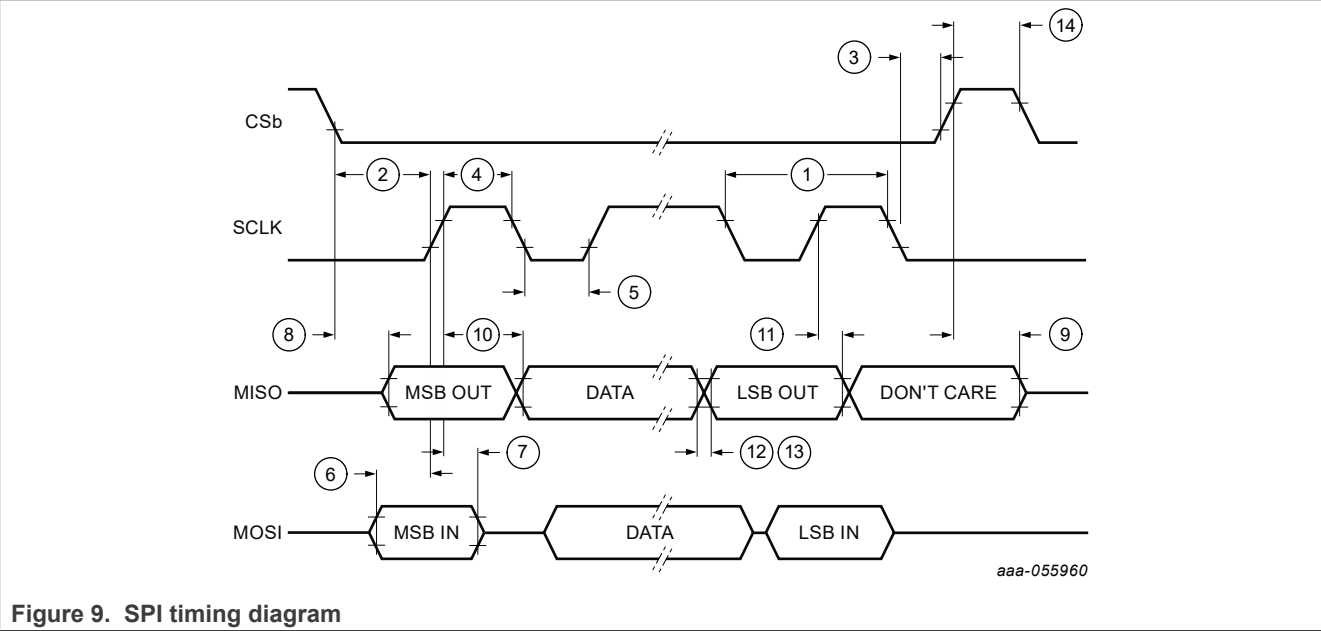 14
3
CSb
2
4
1
SCLK
5
8
10
11
9
MISO
MSB OUT
DATA
LSB OUT
DON'T CARE
7
12
13
6
MOSI
MSB IN
DATA
LSB IN
aaa-055960
Figure 9. SPI timing diagram